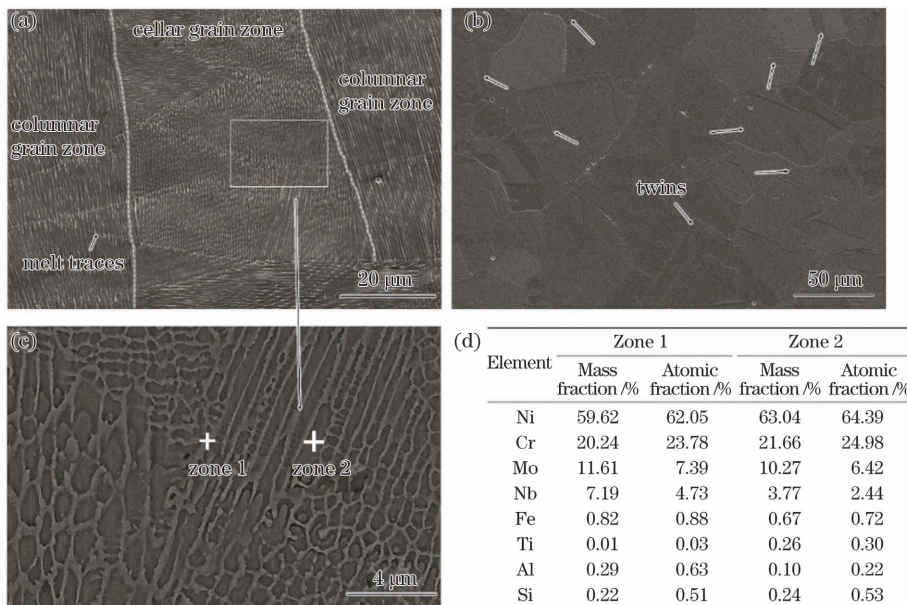 (a)
cellar grain zone
columnar
grain zone
columnar
grain zone
melt traces
20 μm
(b)
twins
50 μm
(c)
zone 1
zone 2
4 μm
(d)
Element Zone 1 Zone 2
Mass fraction /% Atomic fraction /% Mass fraction /% Atomic fraction /%
Ni 59.62 62.05 63.04 64.39
Cr 20.24 23.78 21.66 24.98
Mo 11.61 7.39 10.27 6.42
Nb 7.19 4.73 3.77 2.44
Fe 0.82 0.88 0.67 0.72
Ti 0.01 0.03 0.26 0.30
Al 0.29 0.63 0.10 0.22
Si 0.22 0.51 0.24 0.53